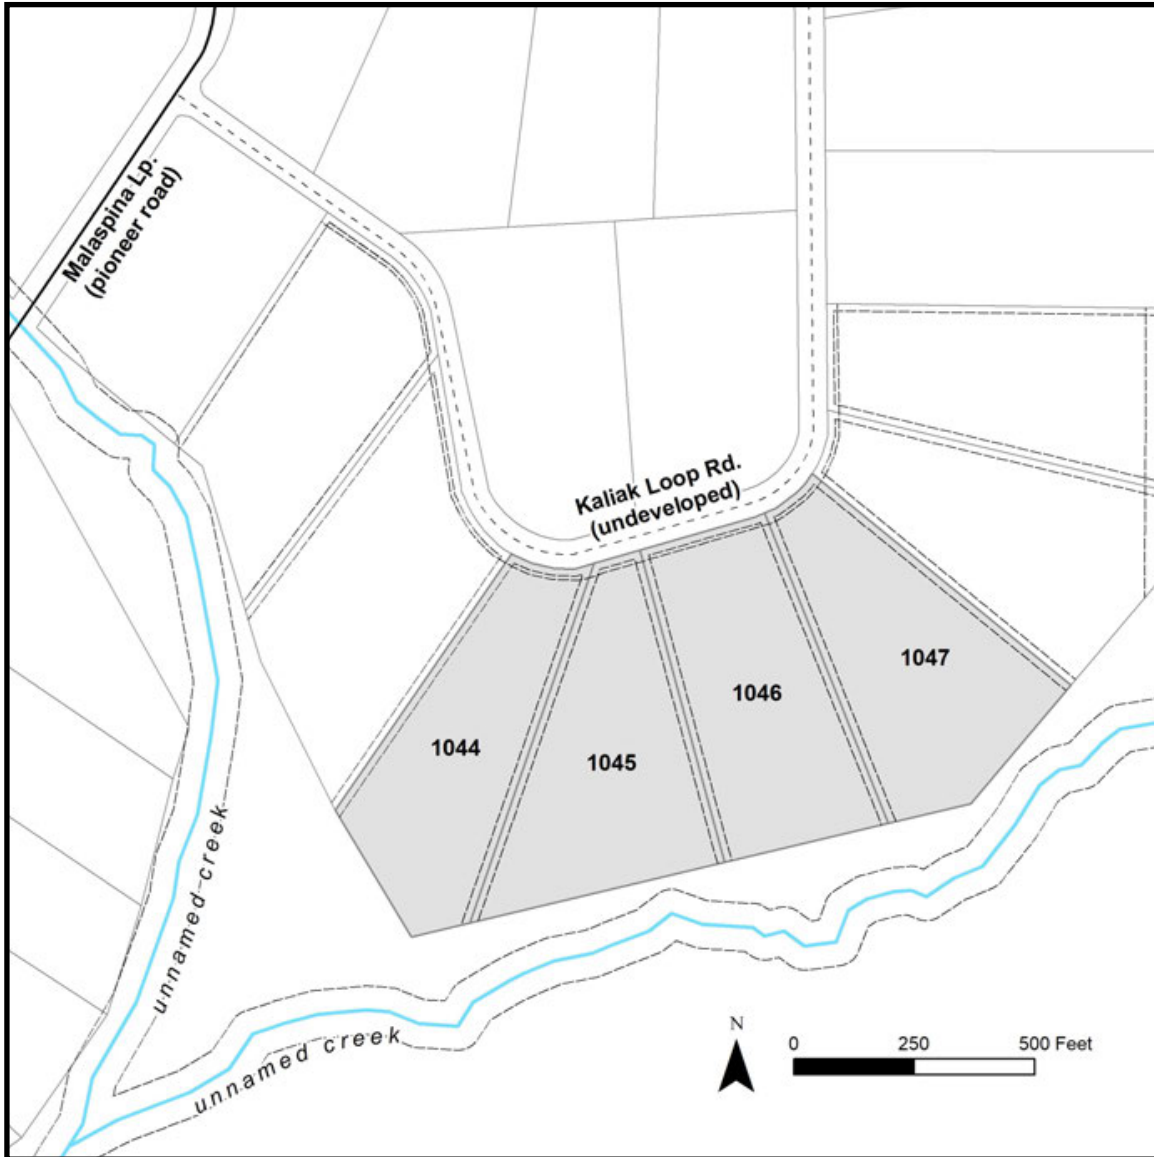 Malaspina Lp.
(pioneer road)
Kaliak Loop Rd.
(undeveloped)
1047
1046
1044
1045
unnamed creek
unnamed creek
N
0 250 500 Feet